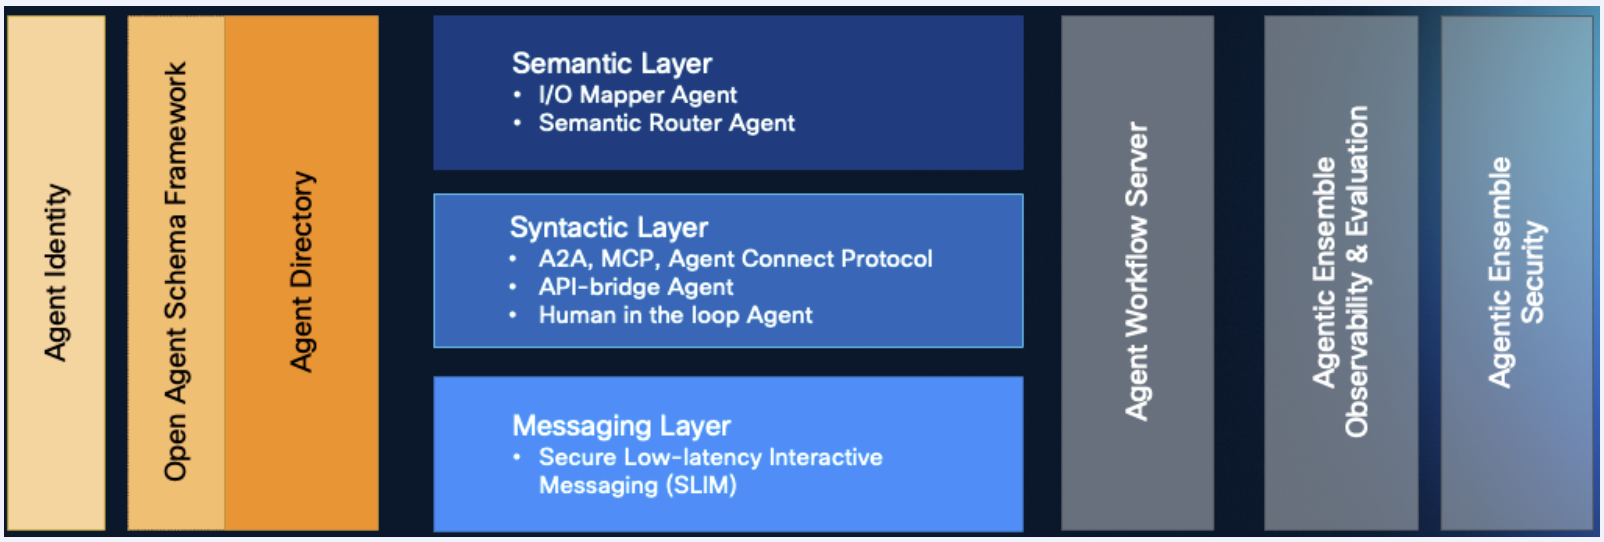 Agent Identity
Open Agent Schema Framework
Agent Directory
Semantic Layer
• I/O Mapper Agent
• Semantic Router Agent
Syntactic Layer
• A2A, MCP, Agent Connect Protocol
• API-bridge Agent
• Human in the loop Agent
Messaging Layer
• Secure Low-latency Interactive
Messaging (SLIM)
Agent Workflow Server
Agentic Ensemble
Observability & Evaluation
Agentic Ensemble
Security